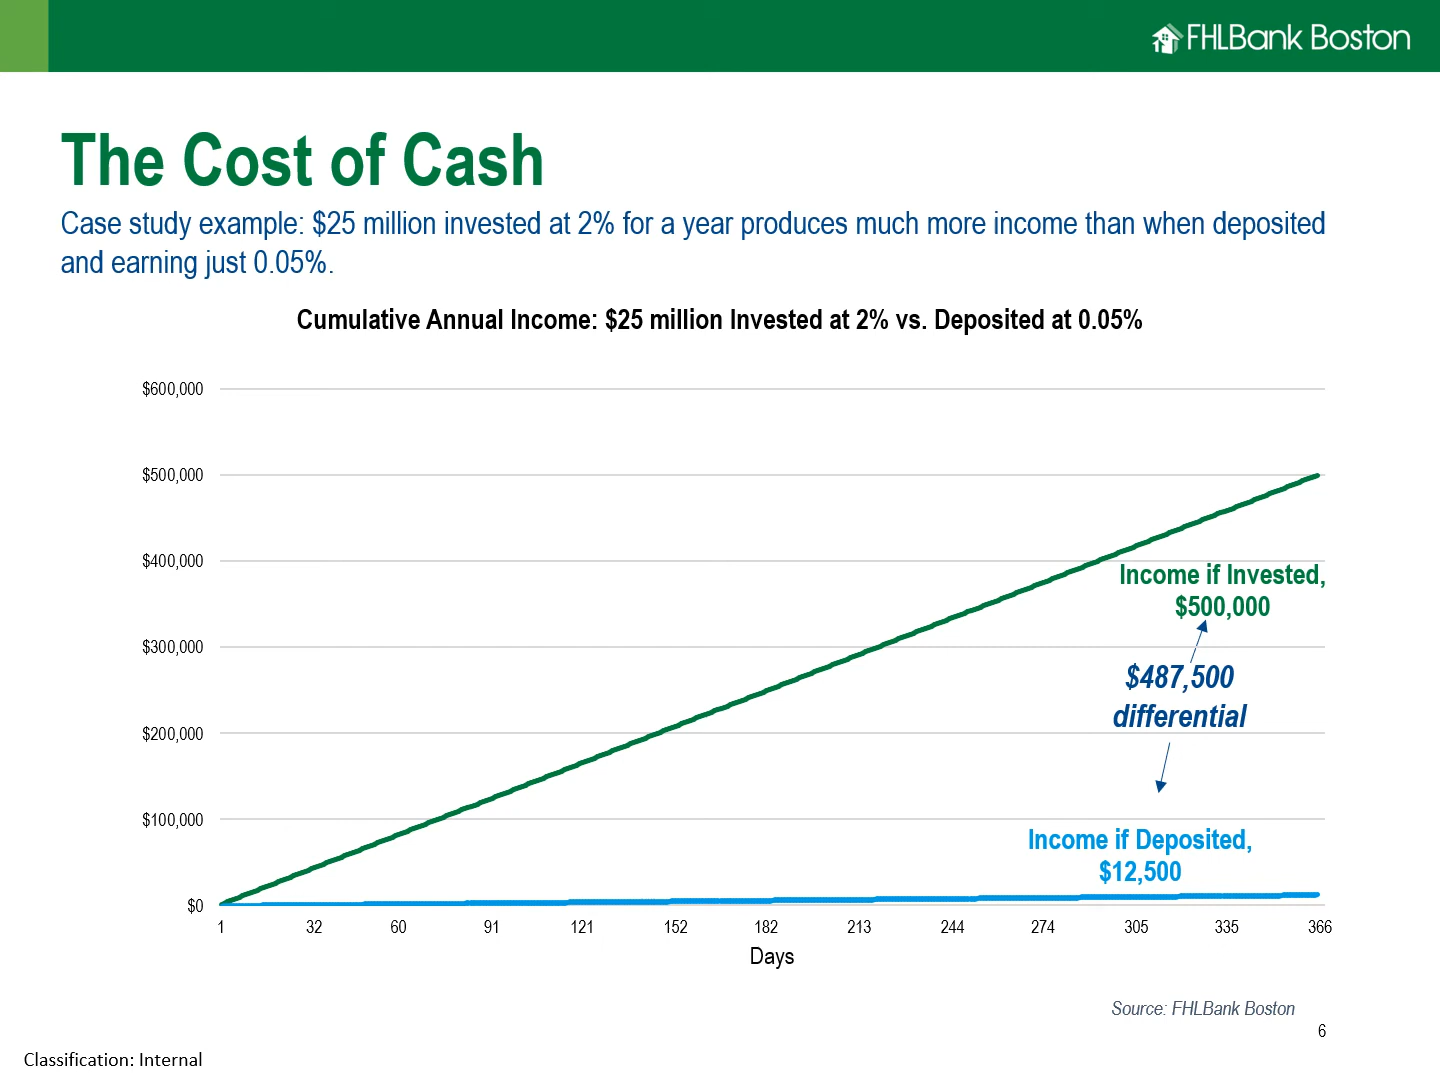 FHLBank Boston
The Cost of Cash
Case study example: $25 million invested at 2% for a year produces much more income than when deposited
and earning just 0.05%.
Cumulative Annual Income: $25 million Invested at 2% vs. Deposited at 0.05%
$600,000
$500,000
$400,000
$300,000
$200,000
$100,000
$0
Income if Invested,
$500,000
$487,500
differential
Income if Deposited,
$12,500
1 32 60 91 121 152 182 213 244 274 305 335 366
Days
Source: FHLBank Boston
6
Classification: Internal